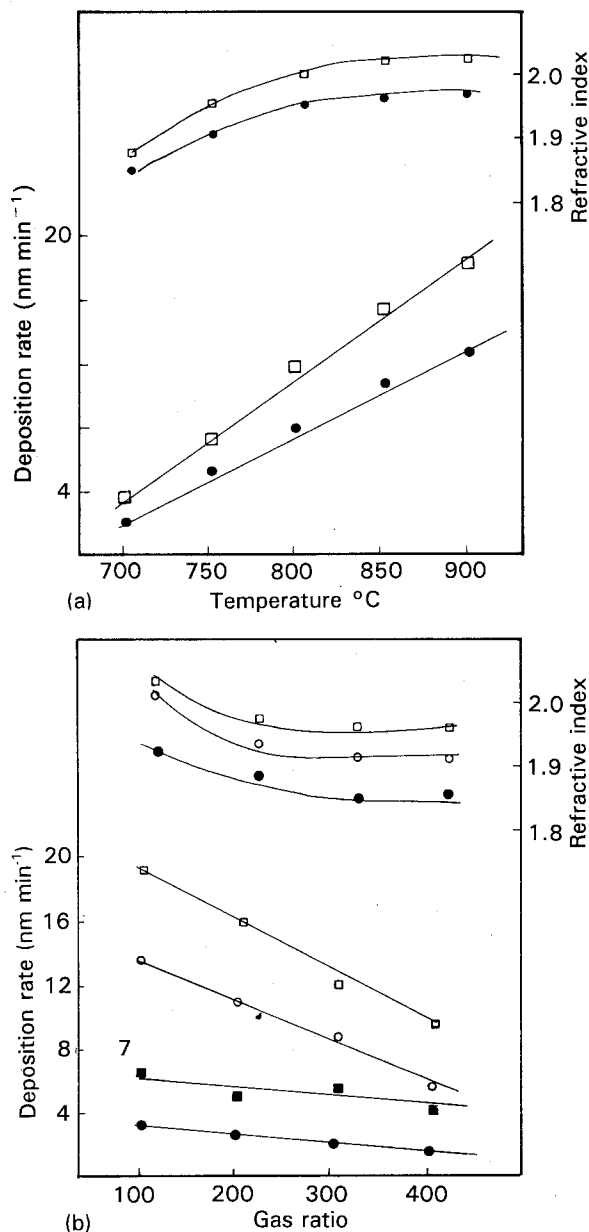 2.0
1.9
1.8
Refractive index
20
4
Deposition rate (nm min⁻¹)
700 750 800 850 900
(a) Temperature °C
2.0
1.9
1.8
Refractive index
20
16
12
8
7
4
Deposition rate (nm min⁻¹)
100 200 300 400
(b) Gas ratio